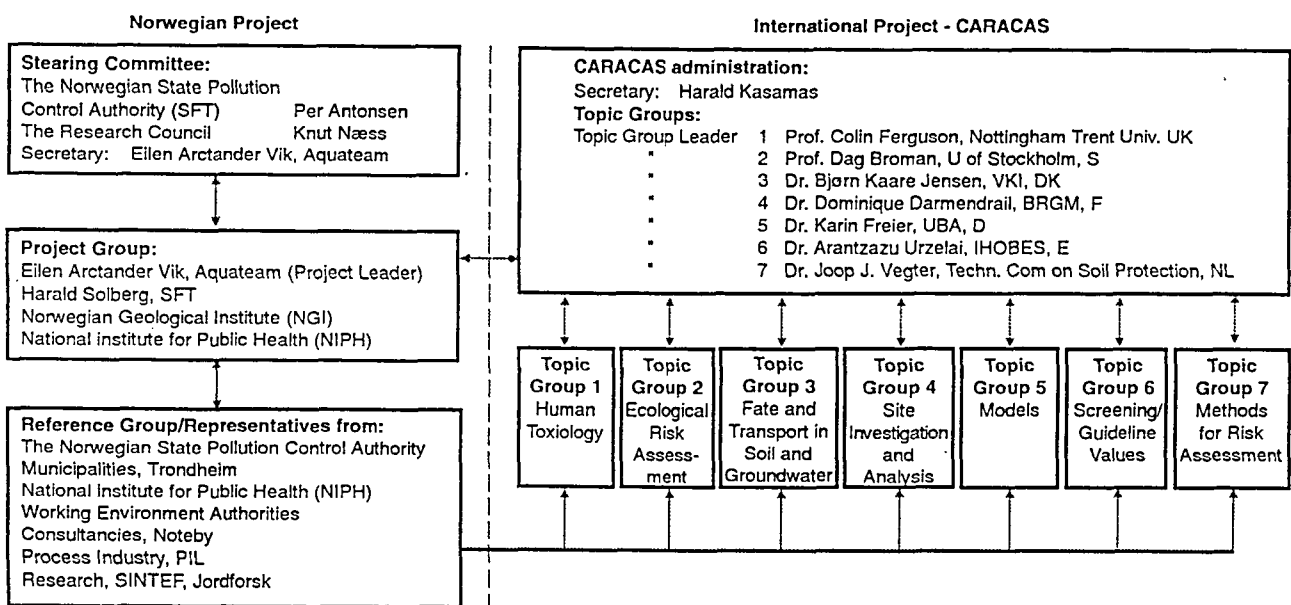 Norwegian Project
Stearing Committee:
The Norwegian State Pollution
Control Authority (SFT) Per Antonsen
The Research Council Knut Næss
Secretary: Eilen Arctander Vik, Aquateam
Project Group:
Eilen Arctander Vik, Aquateam (Project Leader)
Harald Solberg, SFT
Norwegian Geological Institute (NGI)
National institute for Public Health (NIPH)
Reference Group/Representatives from:
The Norwegian State Pollution Control Authority
Municipalities, Trondheim
National Institute for Public Health (NIPH)
Working Environment Authorities
Consultancies, Noteby
Process Industry, PIL
Research, SINTEF, Jordforsk
International Project - CARACAS
CARACAS administration:
Secretary: Harald Kasamas
Topic Groups:
Topic Group Leader 1 Prof. Colin Ferguson, Nottingham Trent Univ. UK
" 2 Prof. Dag Broman, U of Stockholm, S
" 3 Dr. Bjørn Kaare Jensen, VKI, DK
" 4 Dr. Dominique Darmendrail, BRGM, F
" 5 Dr. Karin Freier, UBA, D
" 6 Dr. Arantzazu Urzelai, IHOBES, E
" 7 Dr. Joop J. Vegter, Techn. Com on Soil Protection, NL
Topic
Group 1
Human
Toxiology
Topic
Group 2
Ecological
Risk
Assess-
ment
Topic
Group 3
Fate and
Transport in
Soil and
Groundwater
Topic
Group 4
Site
Investigation
and
Analysis
Topic
Group 5
Models
Topic
Group 6
Screening/
Guideline
Values
Topic
Group 7
Methods
for Risk
Assessment